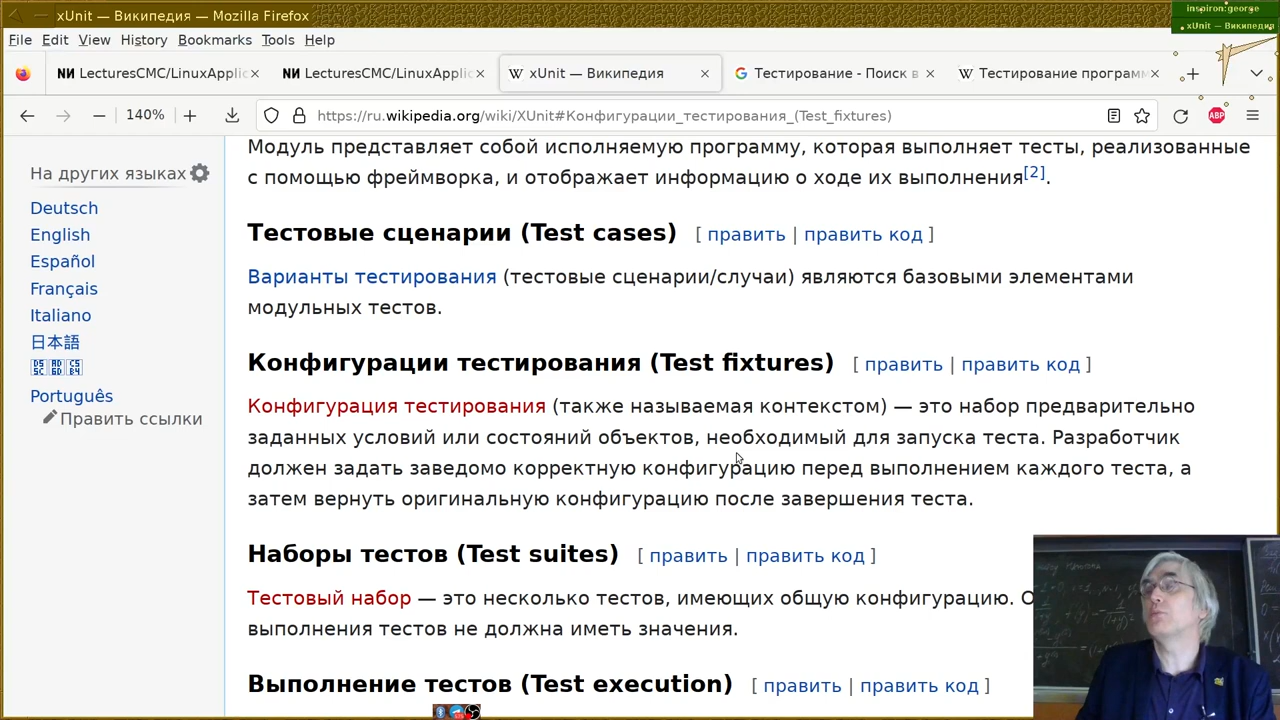 xUnit — Википедия — Mozilla Firefox
inspiron:george
xUnit — Википедия
File Edit View History Bookmarks Tools Help
LecturesCMC/LinuxApplic
LecturesCMC/LinuxApplic
xUnit — Википедия
Тестирование - Поиск в
Тестирование програм
140%
https://ru.wikipedia.org/wiki/XUnit#Конфигурации_тестирования_(Test_fixtures)
ABP
На других языках
Deutsch
English
Español
Français
Italiano
日本語
Português
Править ссылки
Модуль представляет собой исполняемую программу, которая выполняет тесты, реализованные
с помощью фреймворка, и отображает информацию о ходе их выполнения[2].
Тестовые сценарии (Test cases) [ править | править код ]
Варианты тестирования (тестовые сценарии/случаи) являются базовыми элементами
модульных тестов.
Конфигурации тестирования (Test fixtures) [ править | править код ]
Конфигурация тестирования (также называемая контекстом) — это набор предварительно
заданных условий или состояний объектов, необходимый для запуска теста. Разработчик
должен задать заведомо корректную конфигурацию перед выполнением каждого теста, а
затем вернуть оригинальную конфигурацию после завершения теста.
Наборы тестов (Test suites) [ править | править код ]
Тестовый набор — это несколько тестов, имеющих общую конфигурацию. О
выполнения тестов не должна иметь значения.
Выполнение тестов (Test execution) [ править | править код ]